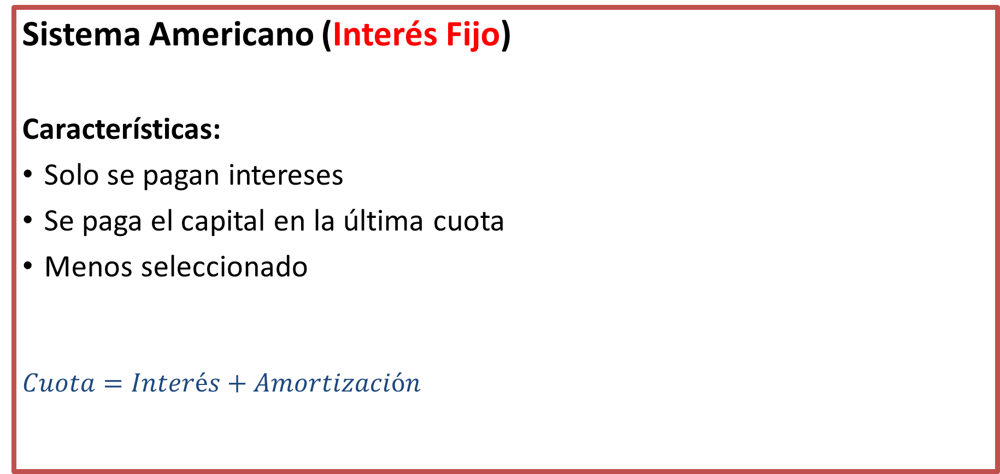 Sistema Americano (Interés Fijo)
Características:
• Solo se pagan intereses
• Se paga el capital en la última cuota
• Menos seleccionado
Cuota = Interés + Amortización